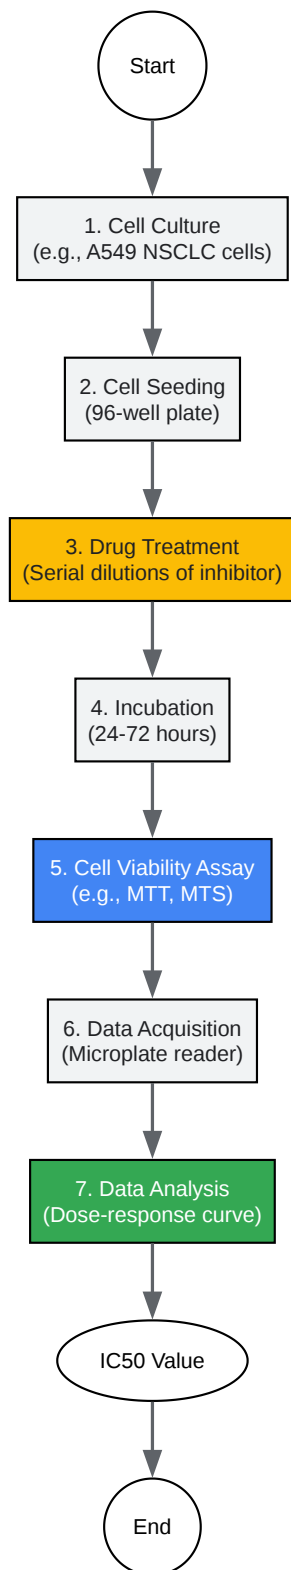 Start
1. Cell Culture
(e.g., A549 NSCLC cells)
2. Cell Seeding
(96-well plate)
3. Drug Treatment
(Serial dilutions of inhibitor)
4. Incubation
(24-72 hours)
5. Cell Viability Assay
(e.g., MTT, MTS)
6. Data Acquisition
(Microplate reader)
7. Data Analysis
(Dose-response curve)
IC50 Value
End